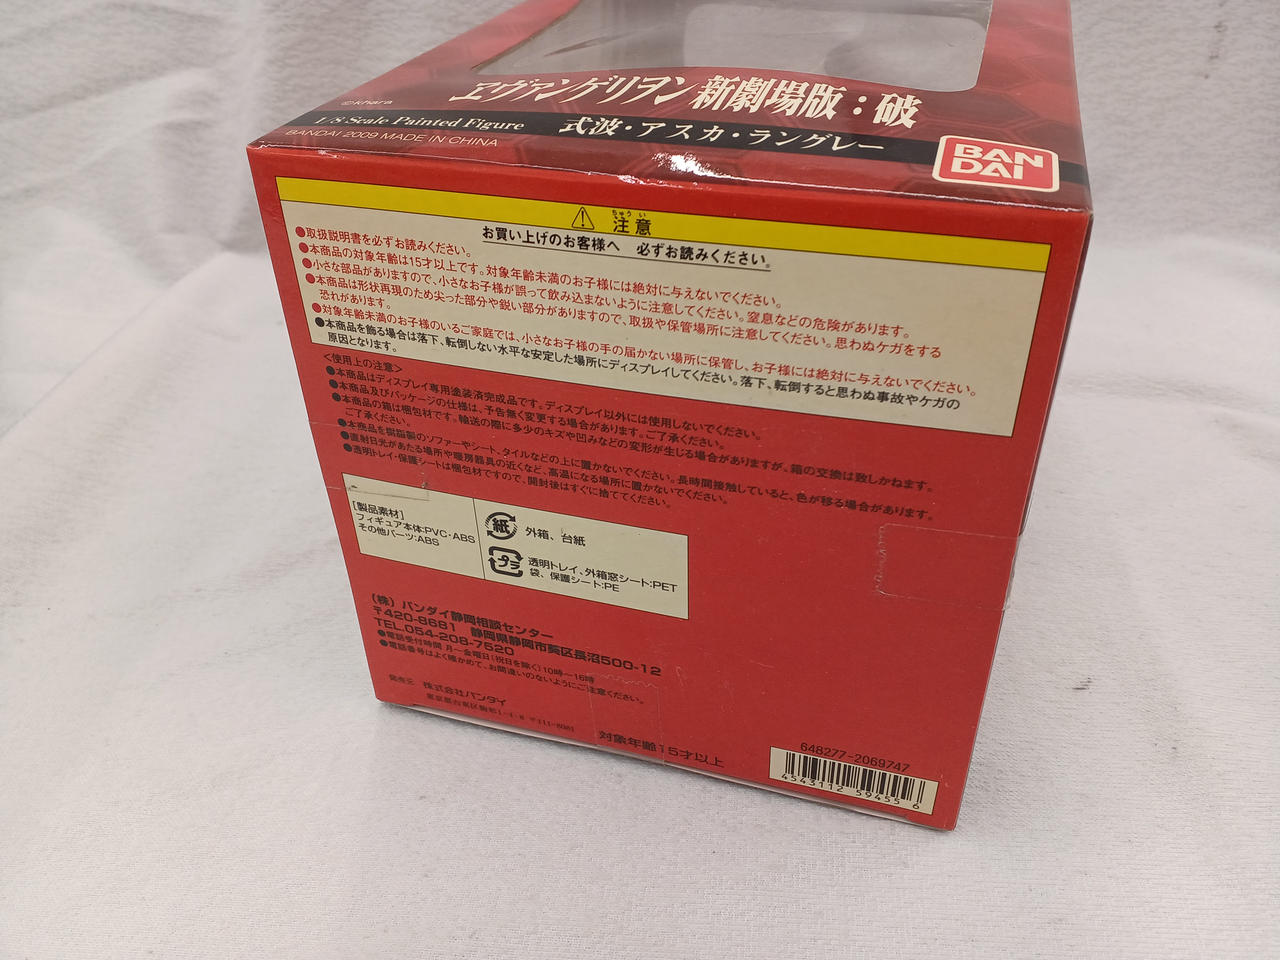 ヱヴァンゲリヲン新劇場版：破
©khara
1/8 Scale Painted Figure 式波・アスカ・ラングレー
BANDAI 2009 MADE IN CHINA
BAN
DAI
ちゅうい
注意
お買い上げのお客様へ 必ずお読みください。
●取扱説明書を必ずお読みください。
●本商品の対象年齢は15才以上です。対象年齢未満のお子様には絶対に与えないでください。
●小さな部品がありますので、小さなお子様が誤って飲み込まないように注意してください。窒息などの危険があります。
●本商品は形状再現のため尖った部分や鋭い部分がありますので、取扱や保管場所に注意してください。思わぬケガをする
恐れがあります。
●対象年齢未満のお子様のいるご家庭では、小さなお子様の手の届かない場所に保管し、お子様には絶対に与えないでください。
●本商品を飾る場合は落下、転倒しない水平な安定した場所にディスプレイしてください。落下、転倒すると思わぬ事故やケガの
原因となります。
＜使用上の注意＞
●本商品はディスプレイ専用塗装済完成品です。ディスプレイ以外には使用しないでください。
●本商品及びパッケージの仕様は、予告無く変更する場合があります。ご了承ください。
●本商品の箱は梱包材です。輸送の際に多少のキズや凹みなどの変形が生じる場合がありますが、箱の交換は致しかねます。
ご了承ください。
●本商品を樹脂製のソファーやシート、タイルなどの上に置かないでください。長時間接触していると、色が移る場合があります。
●直射日光があたる場所や暖房器具の近くなど、高温になる場所に置かないでください。
●透明トレイ・保護シートは梱包材ですので、開封後はすぐに捨ててください。
［製品素材］
フィギュア本体:PVC・ABS
その他パーツ:ABS
紙 外箱、台紙
プラ 透明トレイ、外箱窓シート:PET
袋、保護シート:PE
（株）バンダイ静岡相談センター
〒420-8681 静岡県静岡市葵区長沼500-12
TEL.054-208-7520
●電話受付時間 月〜金曜日(祝日を除く)10時〜16時
●電話番号はよく確かめて、お間違いのないようにご注意ください。
発売元 株式会社バンダイ
東京都台東区駒形1-4-8 〒111-8081
対象年齢15才以上
648277-2069747
4543112 59455 6